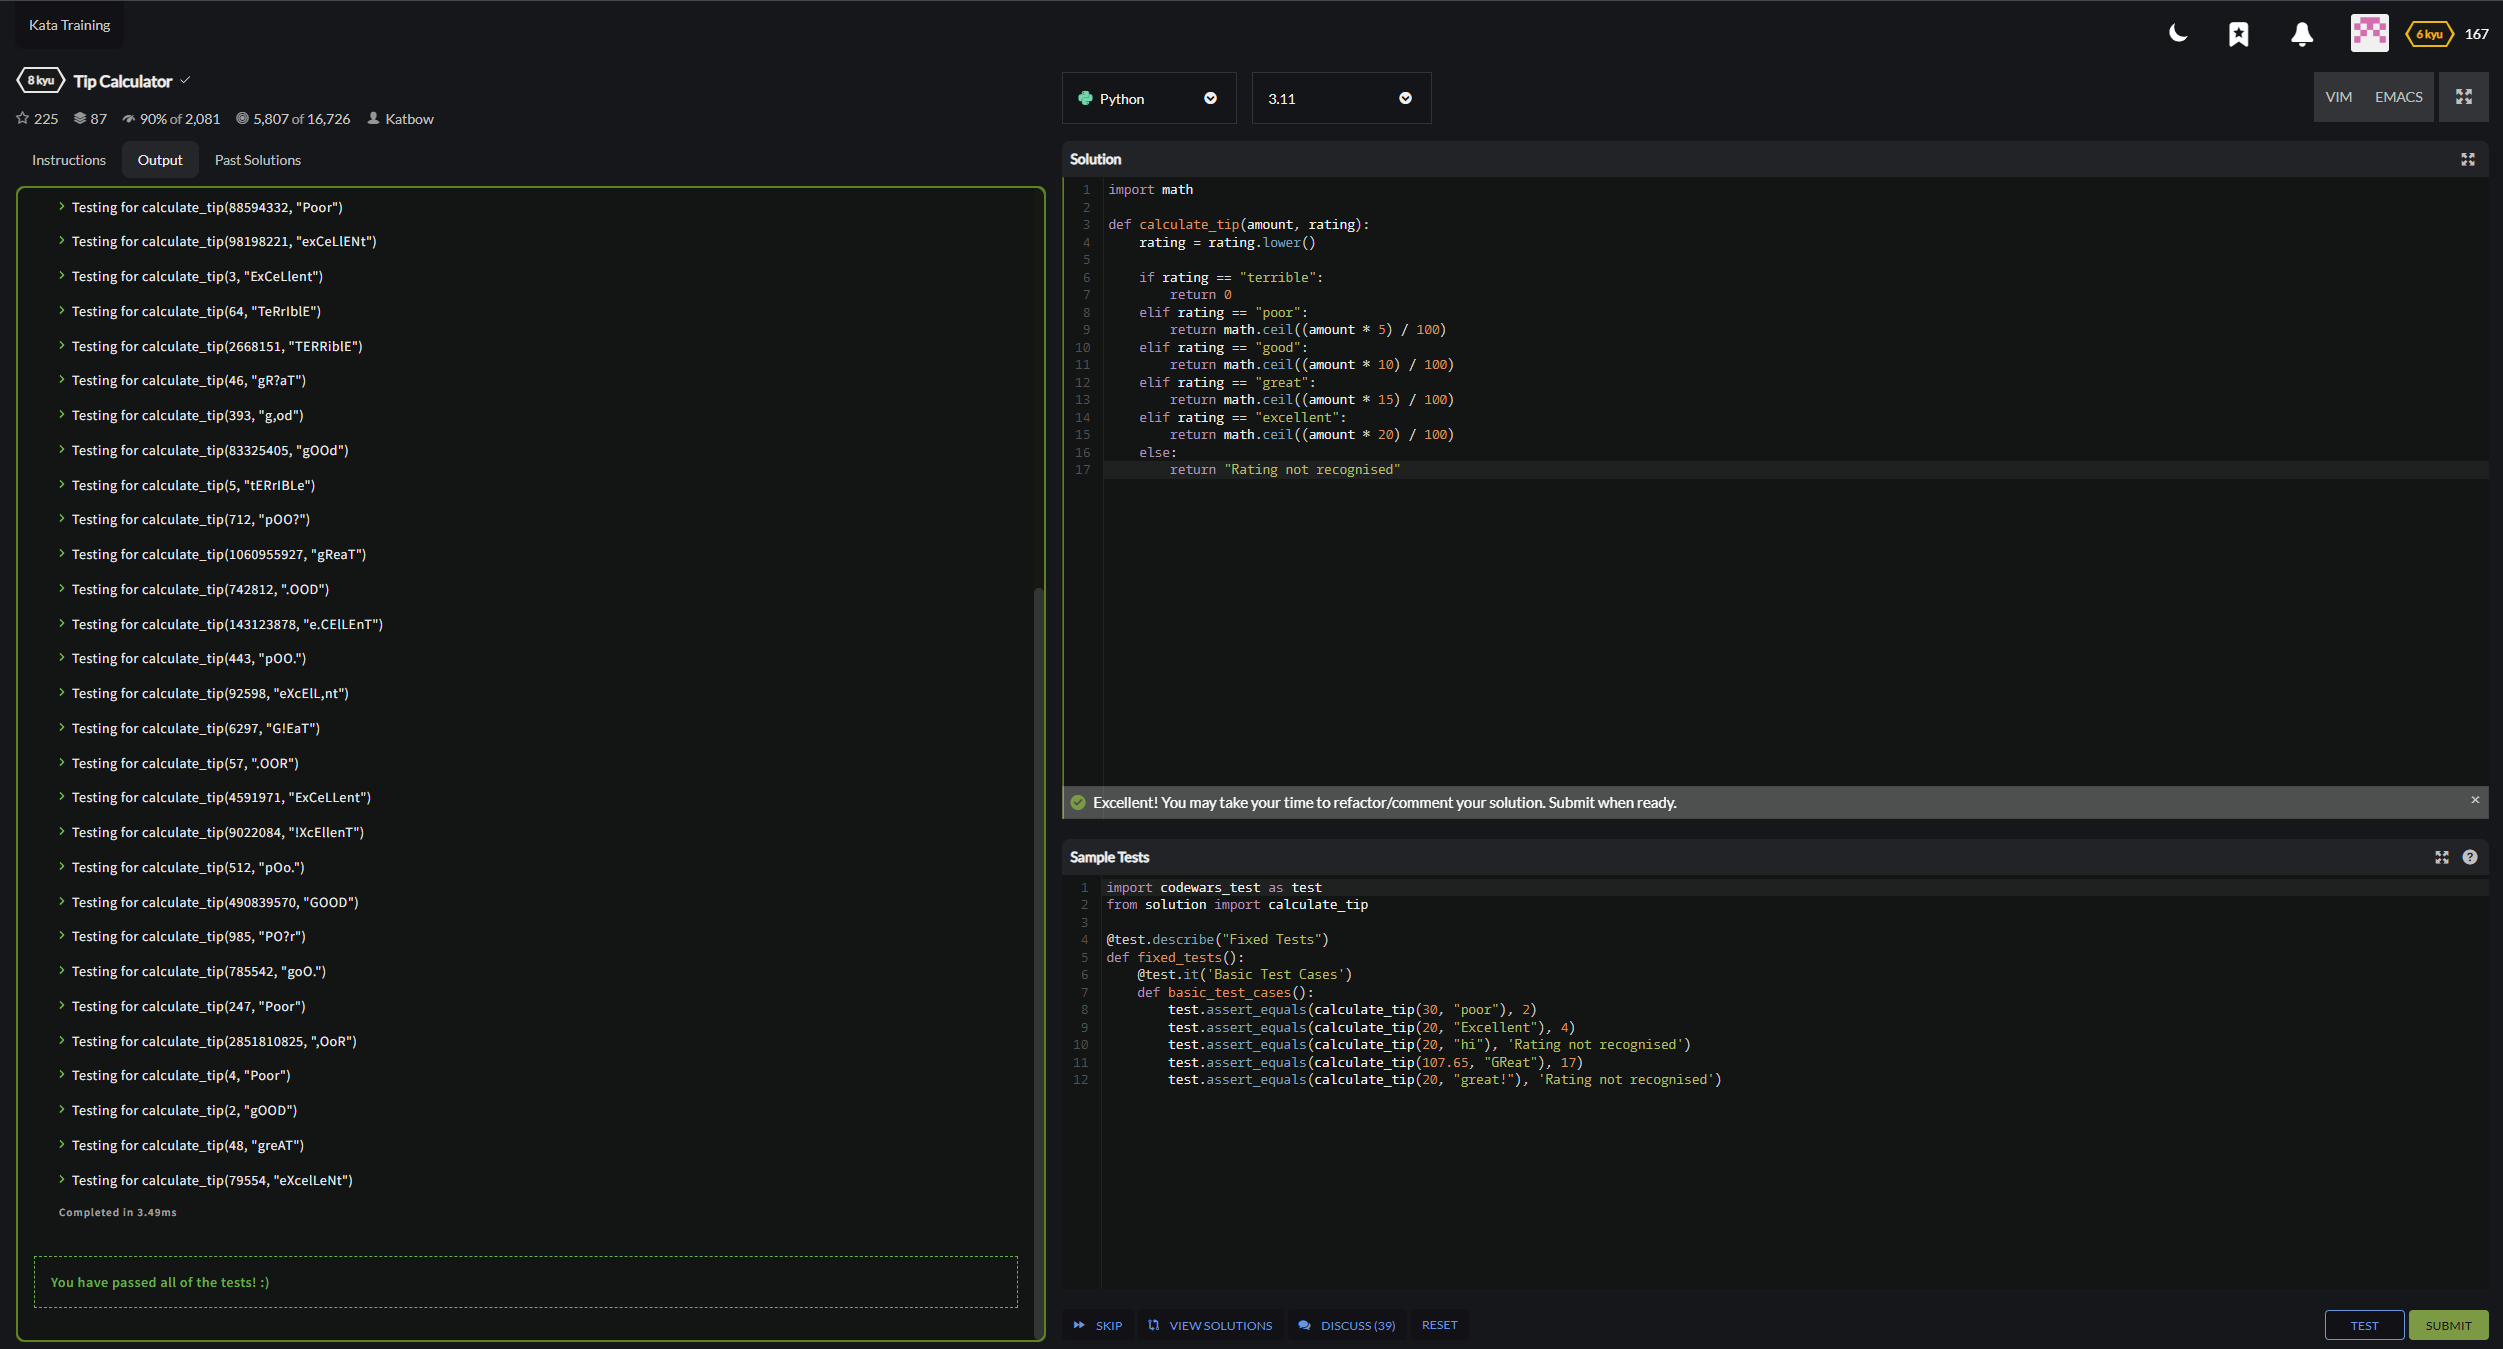 Kata Training
6 kyu 167
8 kyu Tip Calculator
225 87 90% of 2,081 5,807 of 16,726 Katbow
Instructions Output Past Solutions
Testing for calculate_tip(88594332, "Poor")
Testing for calculate_tip(98198221, "exCeLlENt")
Testing for calculate_tip(3, "ExCeLlent")
Testing for calculate_tip(64, "TeRrIblE")
Testing for calculate_tip(2668151, "TERRiblE")
Testing for calculate_tip(46, "gR?aT")
Testing for calculate_tip(393, "g,od")
Testing for calculate_tip(83325405, "gOOd")
Testing for calculate_tip(5, "tERrIBLe")
Testing for calculate_tip(712, "pOO?")
Testing for calculate_tip(1060955927, "gReaT")
Testing for calculate_tip(742812, ".OOD")
Testing for calculate_tip(143123878, "e.CElLEnT")
Testing for calculate_tip(443, "pOO.")
Testing for calculate_tip(92598, "eXcElL,nt")
Testing for calculate_tip(6297, "G!EaT")
Testing for calculate_tip(57, ".OOR")
Testing for calculate_tip(4591971, "ExCeLLent")
Testing for calculate_tip(9022084, "!XcEllenT")
Testing for calculate_tip(512, "pOo.")
Testing for calculate_tip(490839570, "GOOD")
Testing for calculate_tip(985, "PO?r")
Testing for calculate_tip(785542, "goO.")
Testing for calculate_tip(247, "Poor")
Testing for calculate_tip(2851810825, ",OoR")
Testing for calculate_tip(4, "Poor")
Testing for calculate_tip(2, "gOOD")
Testing for calculate_tip(48, "greAT")
Testing for calculate_tip(79554, "eXcelLeNt")
Completed in 3.49ms
You have passed all of the tests! :)
Python 3.11
VIM EMACS
Solution
1 import math
2
3 def calculate_tip(amount, rating):
4     rating = rating.lower()
5
6     if rating == "terrible":
7         return 0
8     elif rating == "poor":
9         return math.ceil((amount * 5) / 100)
10     elif rating == "good":
11         return math.ceil((amount * 10) / 100)
12     elif rating == "great":
13         return math.ceil((amount * 15) / 100)
14     elif rating == "excellent":
15         return math.ceil((amount * 20) / 100)
16     else:
17         return "Rating not recognised"
Excellent! You may take your time to refactor/comment your solution. Submit when ready.
Sample Tests
1 import codewars_test as test
2 from solution import calculate_tip
3
4 @test.describe("Fixed Tests")
5 def fixed_tests():
6     @test.it('Basic Test Cases')
7     def basic_test_cases():
8         test.assert_equals(calculate_tip(30, "poor"), 2)
9         test.assert_equals(calculate_tip(20, "Excellent"), 4)
10         test.assert_equals(calculate_tip(20, "hi"), 'Rating not recognised')
11         test.assert_equals(calculate_tip(107.65, "GReat"), 17)
12         test.assert_equals(calculate_tip(20, "great!"), 'Rating not recognised')
SKIP VIEW SOLUTIONS DISCUSS (39) RESET
TEST SUBMIT